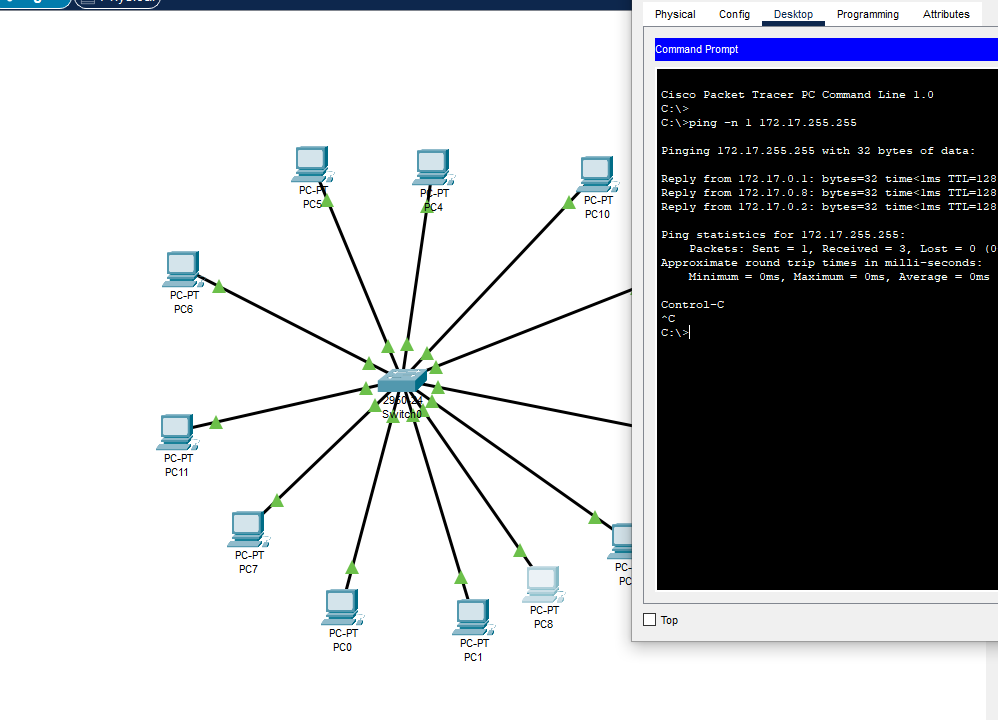 Physical
Physical Config Desktop Programming Attributes
Command Prompt
Cisco Packet Tracer PC Command Line 1.0
C:\>
C:\>ping -n 1 172.17.255.255
Pinging 172.17.255.255 with 32 bytes of data:
Reply from 172.17.0.1: bytes=32 time<1ms TTL=128
Reply from 172.17.0.8: bytes=32 time<1ms TTL=128
Reply from 172.17.0.2: bytes=32 time<1ms TTL=128
Ping statistics for 172.17.255.255:
Packets: Sent = 1, Received = 3, Lost = 0 (0
Approximate round trip times in milli-seconds:
Minimum = 0ms, Maximum = 0ms, Average = 0ms
Control-C
^C
C:\>
Top
PC-PT
PC5
PC-PT
PC4
PC-PT
PC10
PC-PT
PC6
2950-24
Switch0
PC-PT
PC11
PC-PT
PC7
PC-PT
PC0
PC-PT
PC1
PC-PT
PC8
PC-
PC